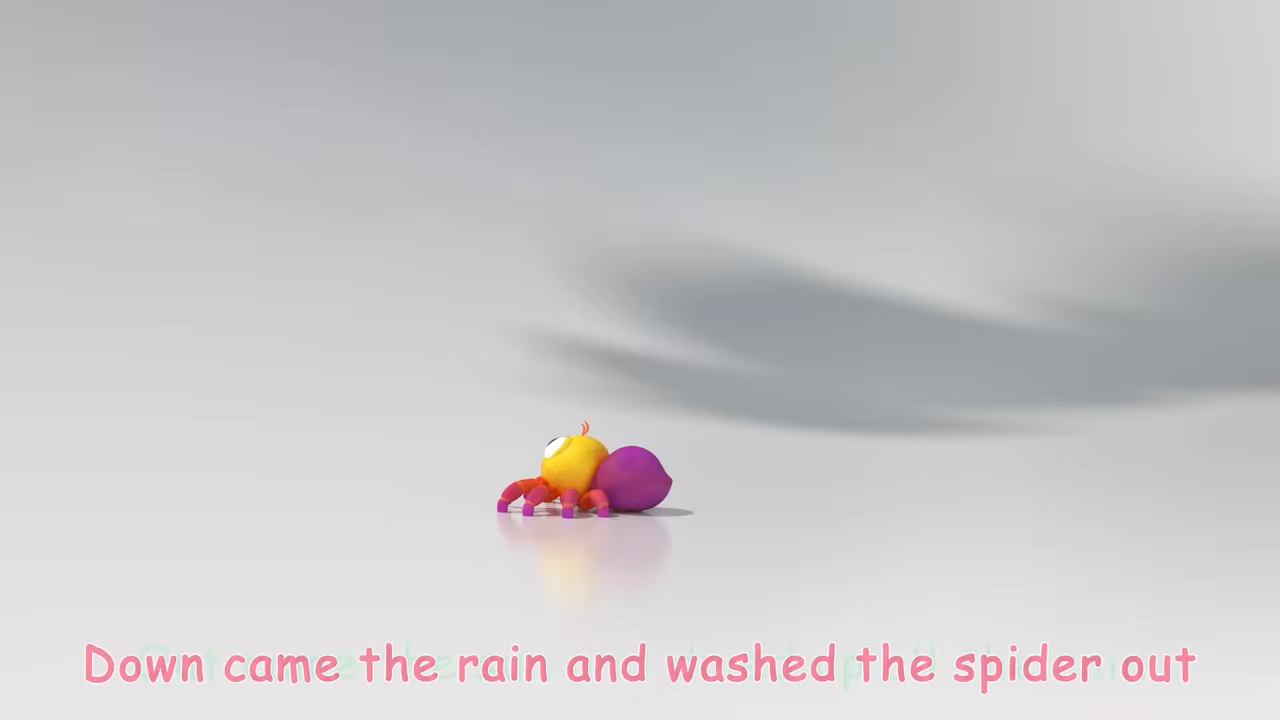 Down came the rain and washed the spider out